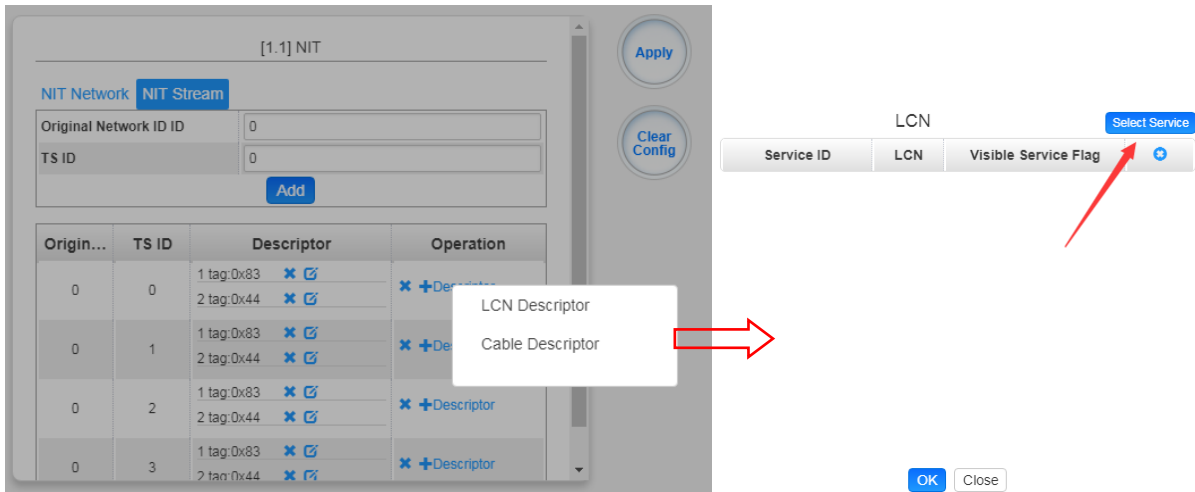 [1.1] NIT
NIT Network NIT Stream
Original Network ID ID 0
TS ID 0
Add
Origin... TS ID Descriptor Operation
0 0 1 tag:0x83 Descriptor
2 tag:0x44
0 1 1 tag:0x83
2 tag:0x44
0 2 1 tag:0x83 Descriptor
2 tag:0x44
0 3 1 tag:0x83 Descriptor
2 tag:0x44
Apply
Clear
Config
LCN Descriptor
Cable Descriptor
LCN
Select Service
Service ID LCN Visible Service Flag
OK Close